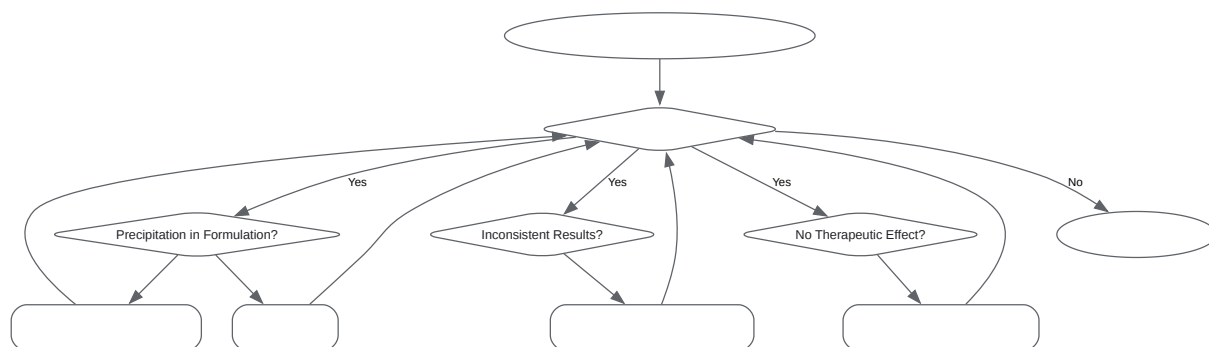 Yes
Yes
Yes
No
Precipitation in Formulation?
Inconsistent Results?
No Therapeutic Effect?